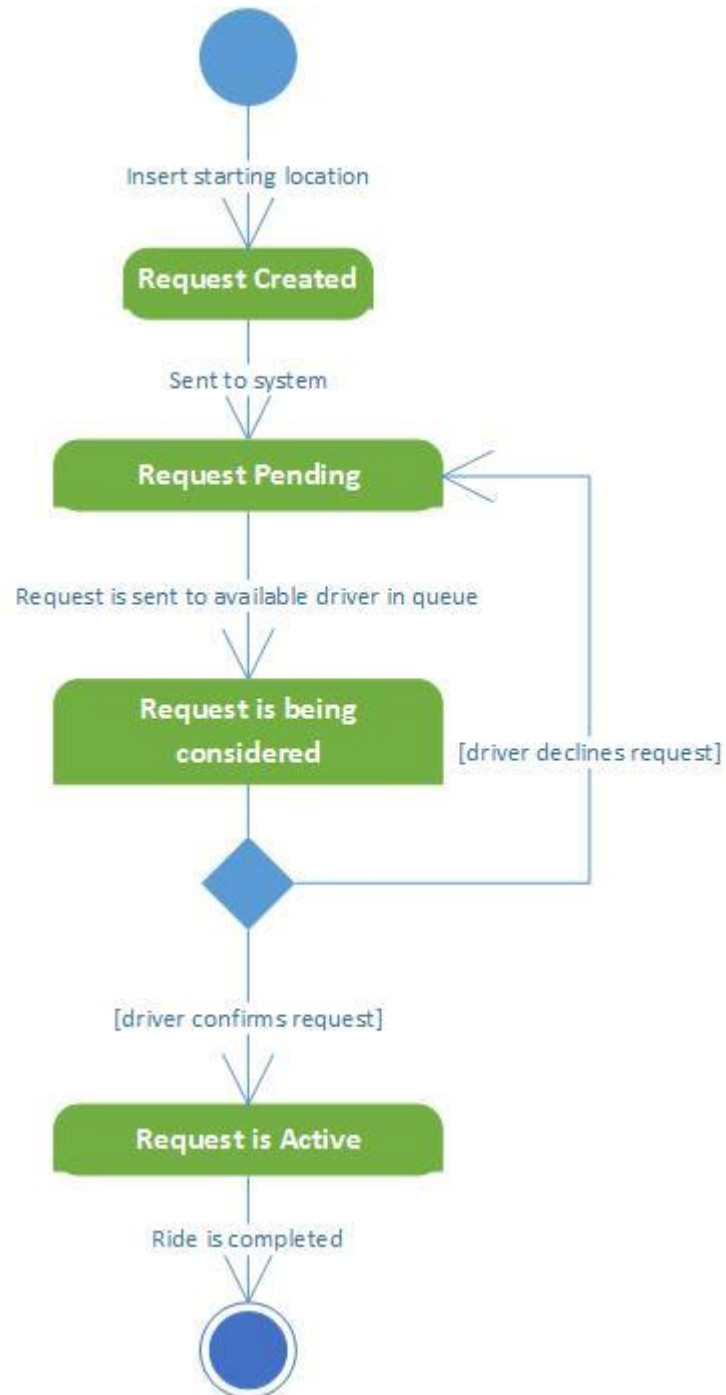 Insert starting location
Request Created
Sent to system
Request Pending
Request is sent to available driver in queue
Request is being
considered
[driver declines request]
[driver confirms request]
Request is Active
Ride is completed